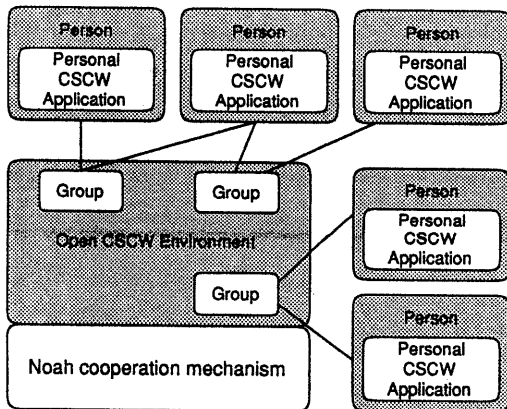 Person
Personal
CSCW
Application
Person
Personal
CSCW
Application
Person
Personal
CSCW
Application
Group
Group
Open CSCW Environment
Group
Noah cooperation mechanism
Person
Personal
CSCW
Application
Person
Personal
CSCW
Application